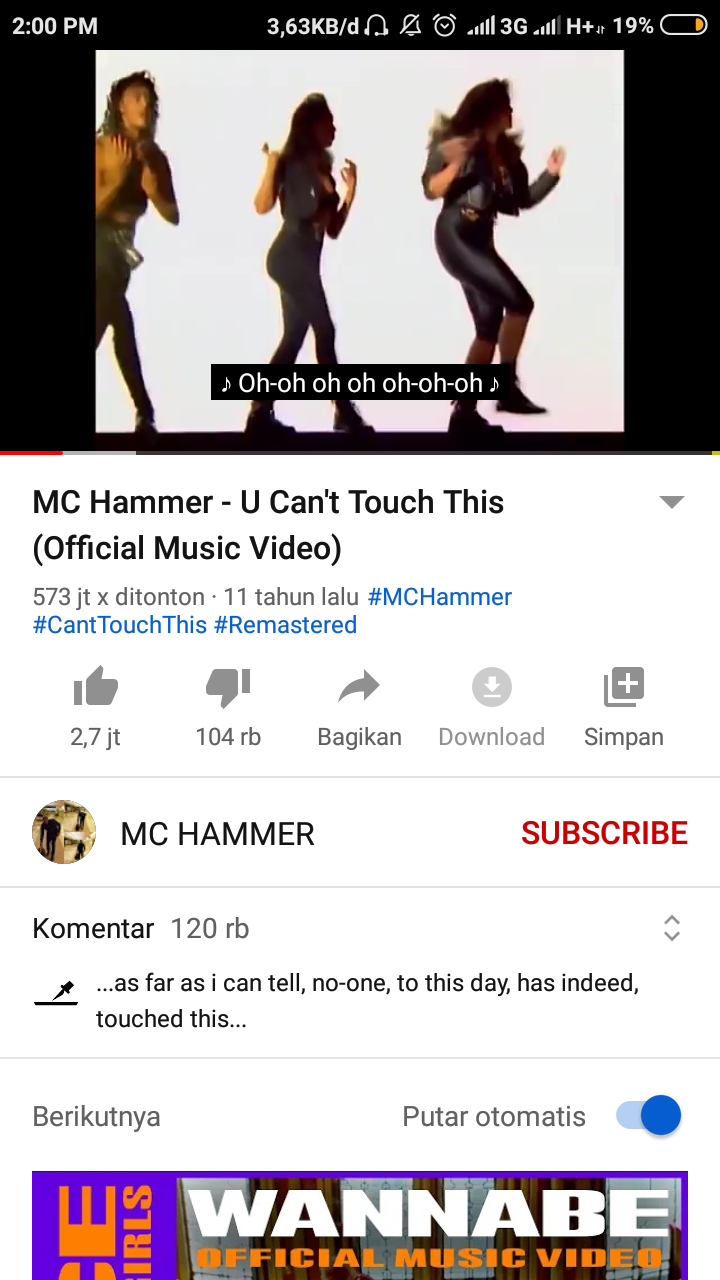 2:00 PM 3,63KB/d 3G H+ 19%
♪ Oh-oh oh oh oh-oh-oh ♪
MC Hammer - U Can't Touch This
(Official Music Video)
573 jt x ditonton · 11 tahun lalu #MCHammer
#CantTouchThis #Remastered
2,7 jt 104 rb Bagikan Download Simpan
MC HAMMER SUBSCRIBE
Komentar 120 rb
...as far as i can tell, no-one, to this day, has indeed,
touched this...
Berikutnya Putar otomatis
WANNABE
OFFICIAL MUSIC VIDEO